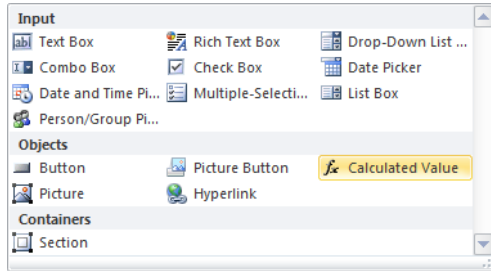 Input
Text Box Rich Text Box Drop-Down List ...
Combo Box Check Box Date Picker
Date and Time Pi... Multiple-Selecti... List Box
Person/Group Pi...
Objects
Button Picture Button fx Calculated Value
Picture Hyperlink
Containers
Section